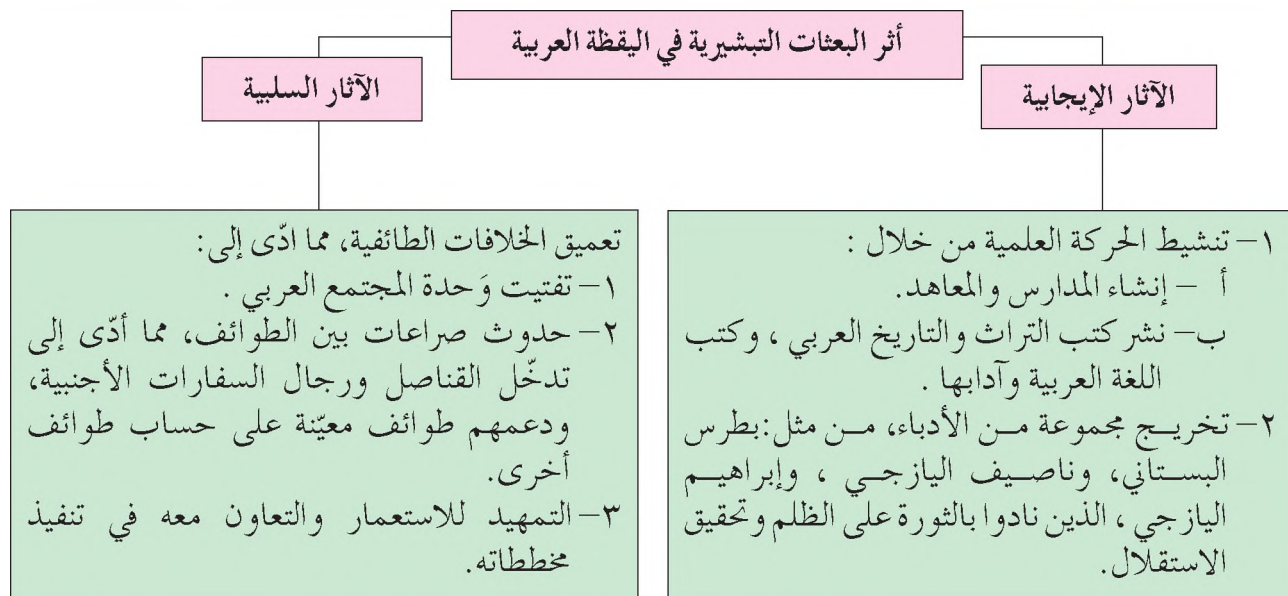 أثر البعثات التبشيرية في اليقظة العربية
الآثار الإيجابية
١– تنشيط الحركة العلمية من خلال :
أ – إنشاء المدارس والمعاهد.
ب– نشر كتب التراث والتاريخ العربي ، وكتب
اللغة العربية وآدابها .
٢– تخريج مجموعة من الأدباء، من مثل:بطرس
البستاني، وناصيف اليازجي ، وإبراهيم
اليازجي ، الذين نادوا بالثورة على الظلم وتحقيق
الاستقلال.
الآثار السلبية
تعميق الخلافات الطائفية، مما ادّى إلى:
١– تفتيت وَحدة المجتمع العربي .
٢– حدوث صراعات بين الطوائف، مما أدّى إلى
تدخّل القناصل ورجال السفارات الأجنبية،
ودعمهم طوائف معيّنة على حساب طوائف
أخرى.
٣– التمهيد للاستعمار والتعاون معه في تنفيذ
مخططاته.